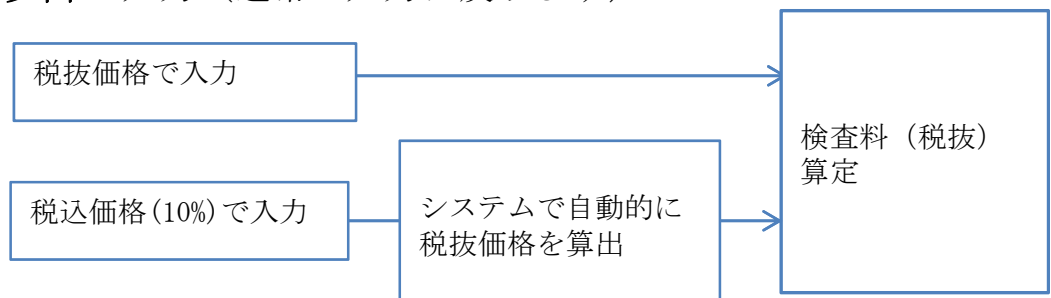 税抜価格で入力
検査料（税抜）
算定
税込価格(10%)で入力
システムで自動的に
税抜価格を算出